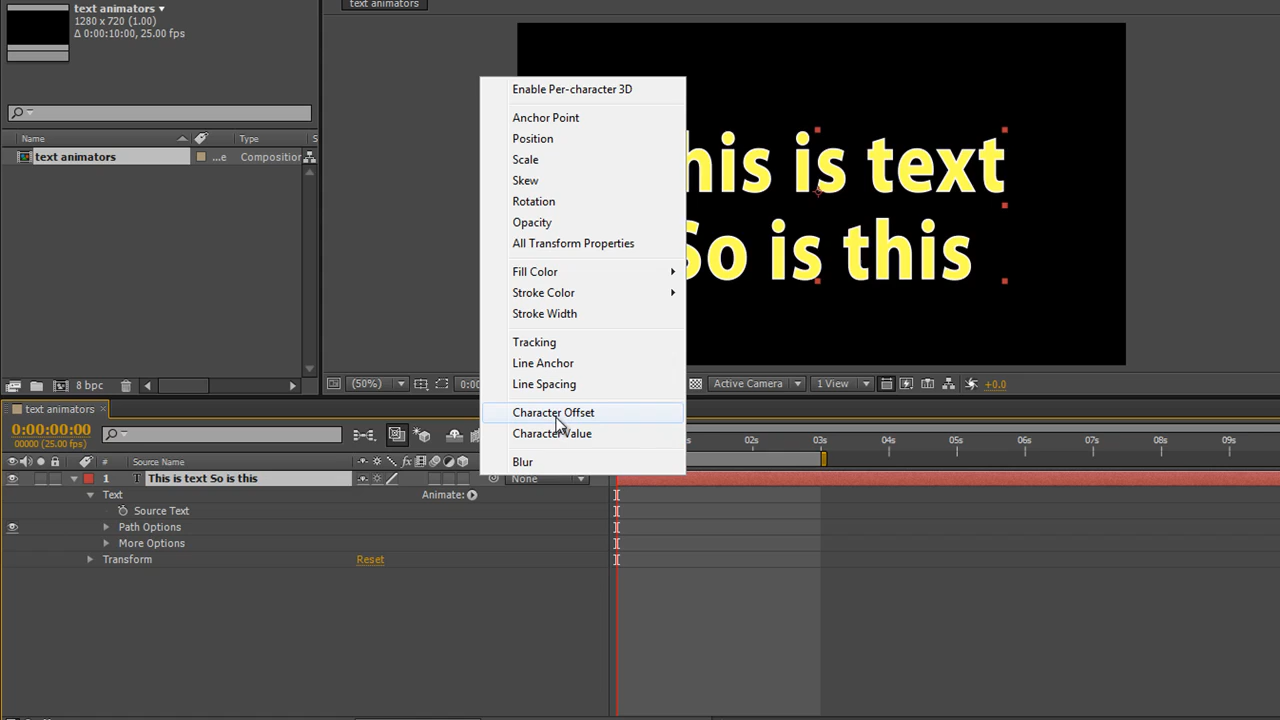 text animators
1280 x 720 (1.00)
Δ 0:00:10:00, 25.00 fps
Name
Type
S
text animators
...e
Compositior
8 bpc
text animators
This is text
So is this
(50%)
0:00
Active Camera
1 View
+0.0
Enable Per-character 3D
Anchor Point
Position
Scale
Skew
Rotation
Opacity
All Transform Properties
Fill Color
Stroke Color
Stroke Width
Tracking
Line Anchor
Line Spacing
Character Offset
Character Value
Blur
text animators
0:00:00:00
00000 (25.00 fps)
s 02s 03s 04s 05s 06s 07s 08s 09s
# Source Name
1 T This is text So is this
None
Text
Animate:
Source Text
Path Options
More Options
Transform
Reset